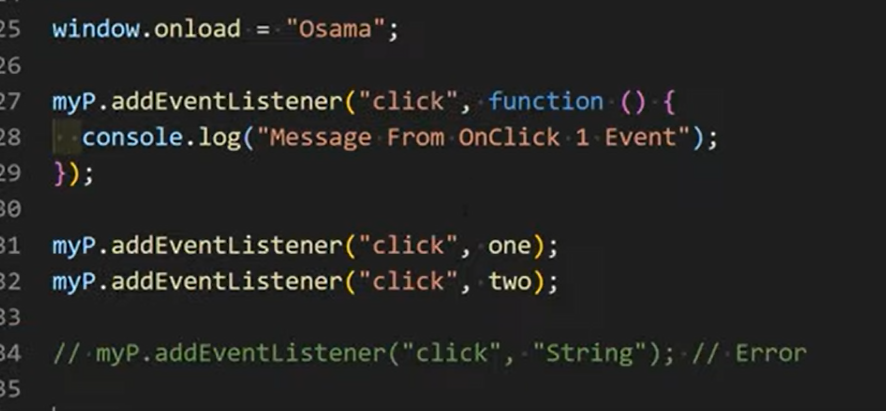 25 window.onload = "Osama";
26
27 myP.addEventListener("click", function () {
28   console.log("Message From OnClick 1 Event");
29 });
30
31 myP.addEventListener("click", one);
32 myP.addEventListener("click", two);
33
34 // myP.addEventListener("click", "String"); // Error
35